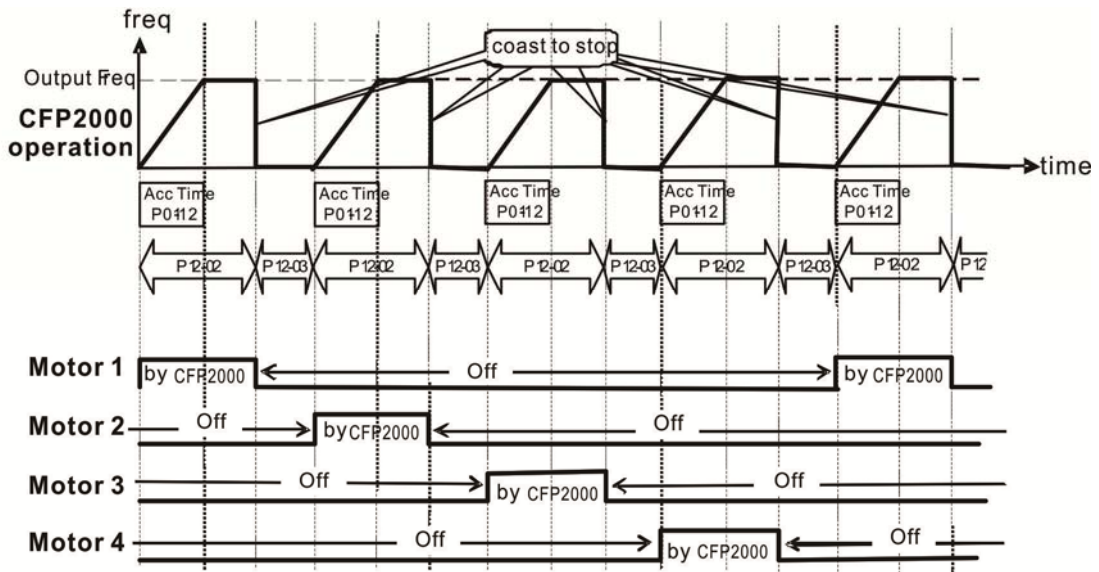 freq
coast to stop
Output Freq
CFP2000
operation
time
Acc Time
P01-12
Acc Time
P01-12
Acc Time
P01-12
Acc Time
P01-12
Acc Time
P01-12
P12-02
P12-03
P12-02
P12-03
P12-02
P12-03
P12-02
P12-03
P12-02
P12
Motor 1
by CFP2000
Off
by CFP2000
Motor 2
Off
by CFP2000
Off
Motor 3
Off
by CFP2000
Off
Motor 4
Off
by CFP2000
Off